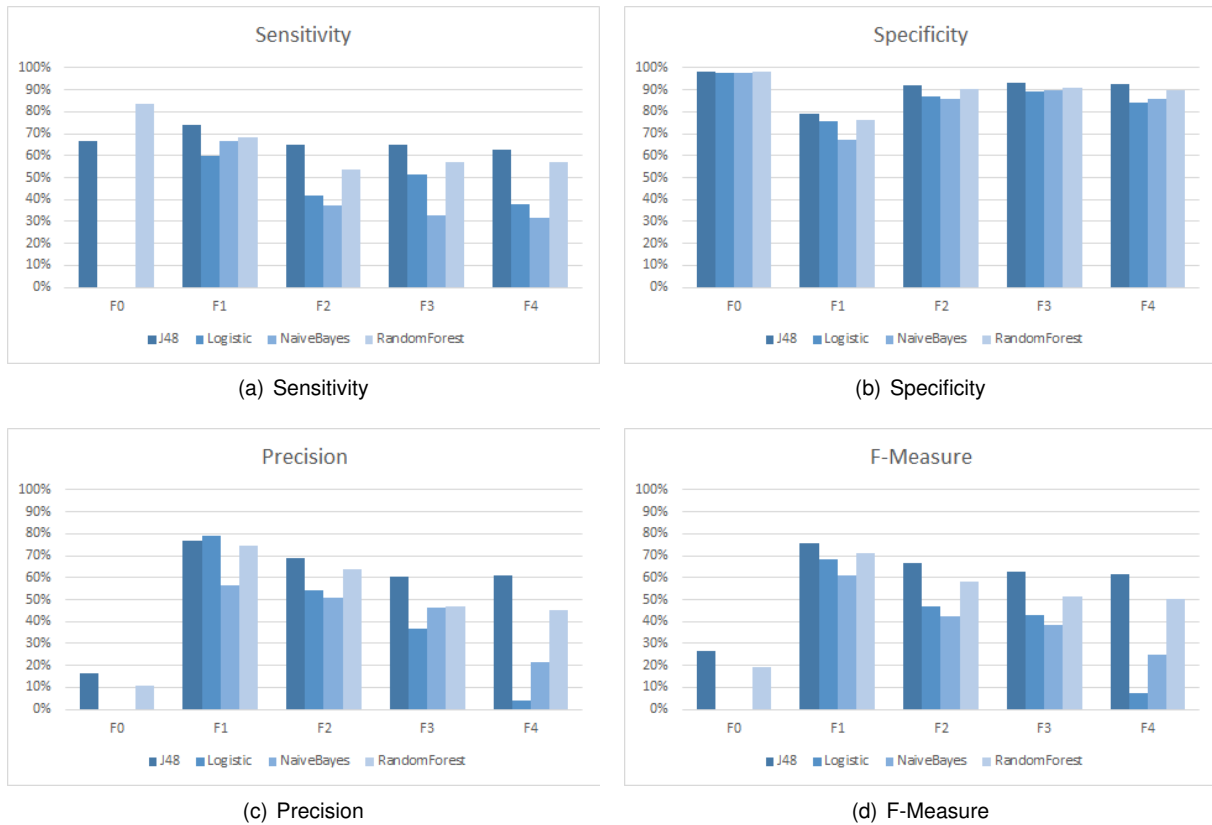 Sensitivity
100%
90%
80%
70%
60%
50%
40%
30%
20%
10%
0%
F0 F1 F2 F3 F4
J48 Logistic NaiveBayes RandomForest
(a) Sensitivity
Specificity
100%
90%
80%
70%
60%
50%
40%
30%
20%
10%
0%
F0 F1 F2 F3 F4
J48 Logistic NaiveBayes RandomForest
(b) Specificity
Precision
100%
90%
80%
70%
60%
50%
40%
30%
20%
10%
0%
F0 F1 F2 F3 F4
J48 Logistic NaiveBayes RandomForest
(c) Precision
F-Measure
100%
90%
80%
70%
60%
50%
40%
30%
20%
10%
0%
F0 F1 F2 F3 F4
J48 Logistic NaiveBayes RandomForest
(d) F-Measure